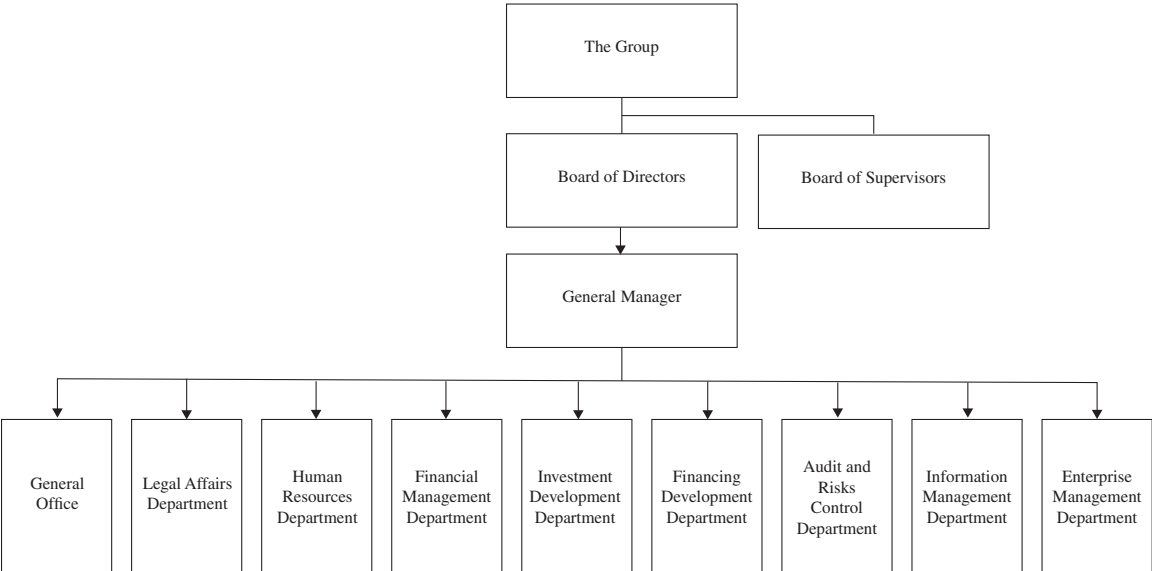 The Group
Board of Directors
Board of Supervisors
General Manager
General
Office
Legal Affairs
Department
Human
Resources
Department
Financial
Management
Department
Investment
Development
Department
Financing
Development
Department
Audit and
Risks
Control
Department
Information
Management
Department
Enterprise
Management
Department